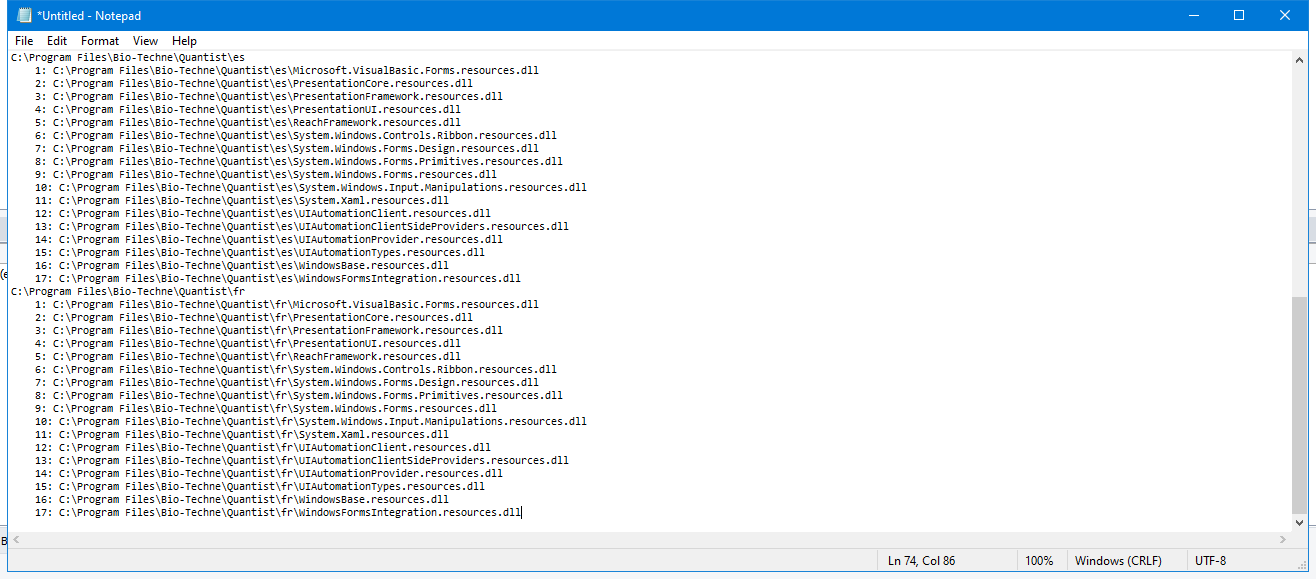 *Untitled - Notepad
File Edit Format View Help
C:\Program Files\Bio-Techne\Quantist\es
1: C:\Program Files\Bio-Techne\Quantist\es\Microsoft.VisualBasic.Forms.resources.dll
2: C:\Program Files\Bio-Techne\Quantist\es\PresentationCore.resources.dll
3: C:\Program Files\Bio-Techne\Quantist\es\PresentationFramework.resources.dll
4: C:\Program Files\Bio-Techne\Quantist\es\PresentationUI.resources.dll
5: C:\Program Files\Bio-Techne\Quantist\es\ReachFramework.resources.dll
6: C:\Program Files\Bio-Techne\Quantist\es\System.Windows.Controls.Ribbon.resources.dll
7: C:\Program Files\Bio-Techne\Quantist\es\System.Windows.Forms.Design.resources.dll
8: C:\Program Files\Bio-Techne\Quantist\es\System.Windows.Forms.Primitives.resources.dll
9: C:\Program Files\Bio-Techne\Quantist\es\System.Windows.Forms.resources.dll
10: C:\Program Files\Bio-Techne\Quantist\es\System.Windows.Input.Manipulations.resources.dll
11: C:\Program Files\Bio-Techne\Quantist\es\System.Xaml.resources.dll
12: C:\Program Files\Bio-Techne\Quantist\es\UIAutomationClient.resources.dll
13: C:\Program Files\Bio-Techne\Quantist\es\UIAutomationClientSideProviders.resources.dll
14: C:\Program Files\Bio-Techne\Quantist\es\UIAutomationProvider.resources.dll
15: C:\Program Files\Bio-Techne\Quantist\es\UIAutomationTypes.resources.dll
16: C:\Program Files\Bio-Techne\Quantist\es\WindowsBase.resources.dll
17: C:\Program Files\Bio-Techne\Quantist\es\WindowsFormsIntegration.resources.dll
C:\Program Files\Bio-Techne\Quantist\fr
1: C:\Program Files\Bio-Techne\Quantist\fr\Microsoft.VisualBasic.Forms.resources.dll
2: C:\Program Files\Bio-Techne\Quantist\fr\PresentationCore.resources.dll
3: C:\Program Files\Bio-Techne\Quantist\fr\PresentationFramework.resources.dll
4: C:\Program Files\Bio-Techne\Quantist\fr\PresentationUI.resources.dll
5: C:\Program Files\Bio-Techne\Quantist\fr\ReachFramework.resources.dll
6: C:\Program Files\Bio-Techne\Quantist\fr\System.Windows.Controls.Ribbon.resources.dll
7: C:\Program Files\Bio-Techne\Quantist\fr\System.Windows.Forms.Design.resources.dll
8: C:\Program Files\Bio-Techne\Quantist\fr\System.Windows.Forms.Primitives.resources.dll
9: C:\Program Files\Bio-Techne\Quantist\fr\System.Windows.Forms.resources.dll
10: C:\Program Files\Bio-Techne\Quantist\fr\System.Windows.Input.Manipulations.resources.dll
11: C:\Program Files\Bio-Techne\Quantist\fr\System.Xaml.resources.dll
12: C:\Program Files\Bio-Techne\Quantist\fr\UIAutomationClient.resources.dll
13: C:\Program Files\Bio-Techne\Quantist\fr\UIAutomationClientSideProviders.resources.dll
14: C:\Program Files\Bio-Techne\Quantist\fr\UIAutomationProvider.resources.dll
15: C:\Program Files\Bio-Techne\Quantist\fr\UIAutomationTypes.resources.dll
16: C:\Program Files\Bio-Techne\Quantist\fr\WindowsBase.resources.dll
17: C:\Program Files\Bio-Techne\Quantist\fr\WindowsFormsIntegration.resources.dll
Ln 74, Col 86 100% Windows (CRLF) UTF-8